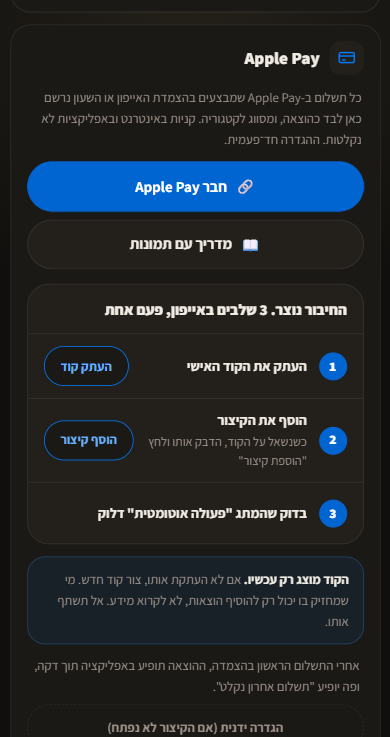 Apple Pay
כל תשלום ב-Apple Pay שמבצעים בהצמדת האייפון או השעון נרשם
כאן לבד כהוצאה, ומסווג לקטגוריה. קניות באינטרנט ובאפליקציות לא
נקלטות. ההגדרה חד־פעמית.
חבר Apple Pay
מדריך עם תמונות
החיבור נוצר. 3 שלבים באייפון, פעם אחת
1 העתק את הקוד האישי העתק קוד
2 הוסף את הקיצור הוסף קיצור
כשנשאל על הקוד, הדבק אותו ולחץ
"הוספת קיצור"
3 בדוק שהמתג "פעולה אוטומטית" דלוק
הקוד מוצג רק עכשיו. אם לא העתקת אותו, צור קוד חדש. מי
שמחזיק בו יכול רק להוסיף הוצאות, לא לקרוא מידע. אל תשתף
אותו.
אחרי התשלום הראשון בהצמדה, ההוצאה תופיע באפליקציה תוך דקה,
ופה יופיע "תשלום אחרון נקלט".
הגדרה ידנית (אם הקיצור לא נפתח)